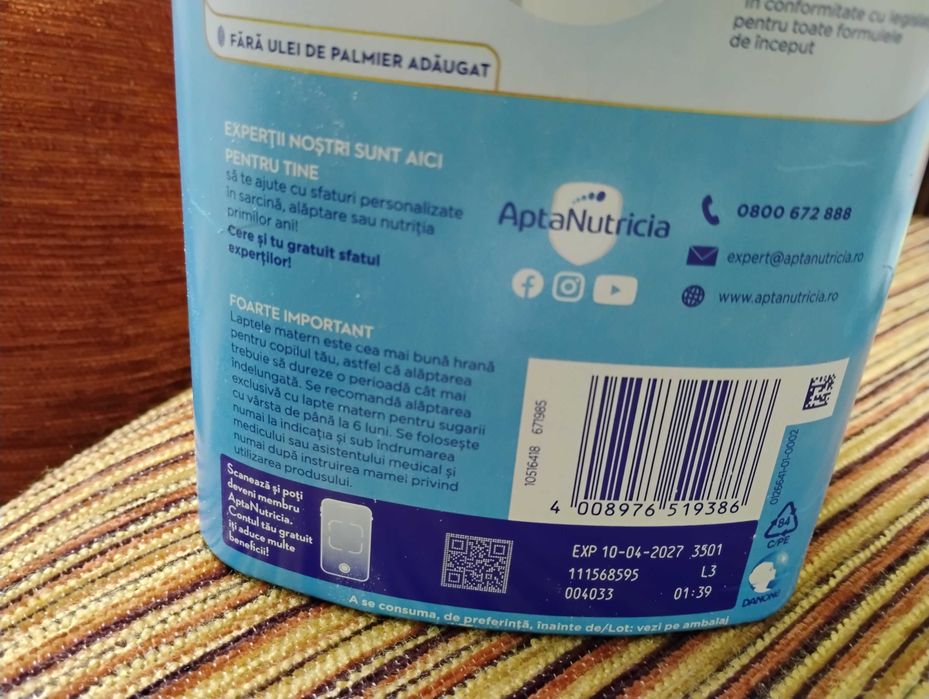 în conformitate cu
pentru toate formulele
de început
FĂRĂ ULEI DE PALMIER ADĂUGAT
EXPERȚII NOȘTRI SUNT AICI
PENTRU TINE
să te ajute cu sfaturi personalizate
în sarcină, alăptare sau nutriția
primilor ani!
Cere și tu gratuit sfatul
experților!
AptaNutricia
0800 672 888
expert@aptanutricia.ro
www.aptanutricia.ro
FOARTE IMPORTANT
Laptele matern este cea mai bună hrană
pentru copilul tău, astfel că alăptarea
trebuie să dureze o perioadă cât mai
îndelungată. Se recomandă alăptarea
exclusivă cu lapte matern pentru sugarii
cu vârsta de până la 6 luni. Se folosește
numai la indicația și sub îndrumarea
medicului sau asistentului medical și
numai după instruirea mamei privind
utilizarea produsului.
10516418 671985
4 008976 519386
0126641-01-0002
84
C/PE
DANONE
Scanează și poți
deveni membru
AptaNutricia.
Contul tău gratuit
îți aduce multe
beneficii!
EXP 10-04-2027 3501
111568595 L3
004033 01:39
A se consuma, de preferință, înainte de/Lot: vezi pe ambalaj